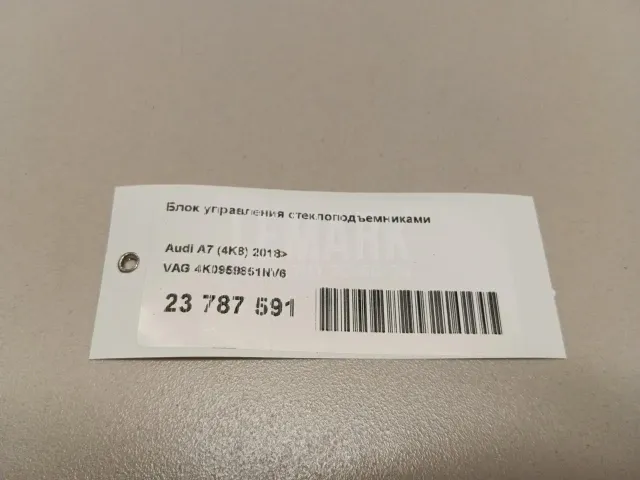 Блок управления стеклоподъемниками
Audi A7 (4K8) 2018>
VAG 4K0959851NV6
23 787 591